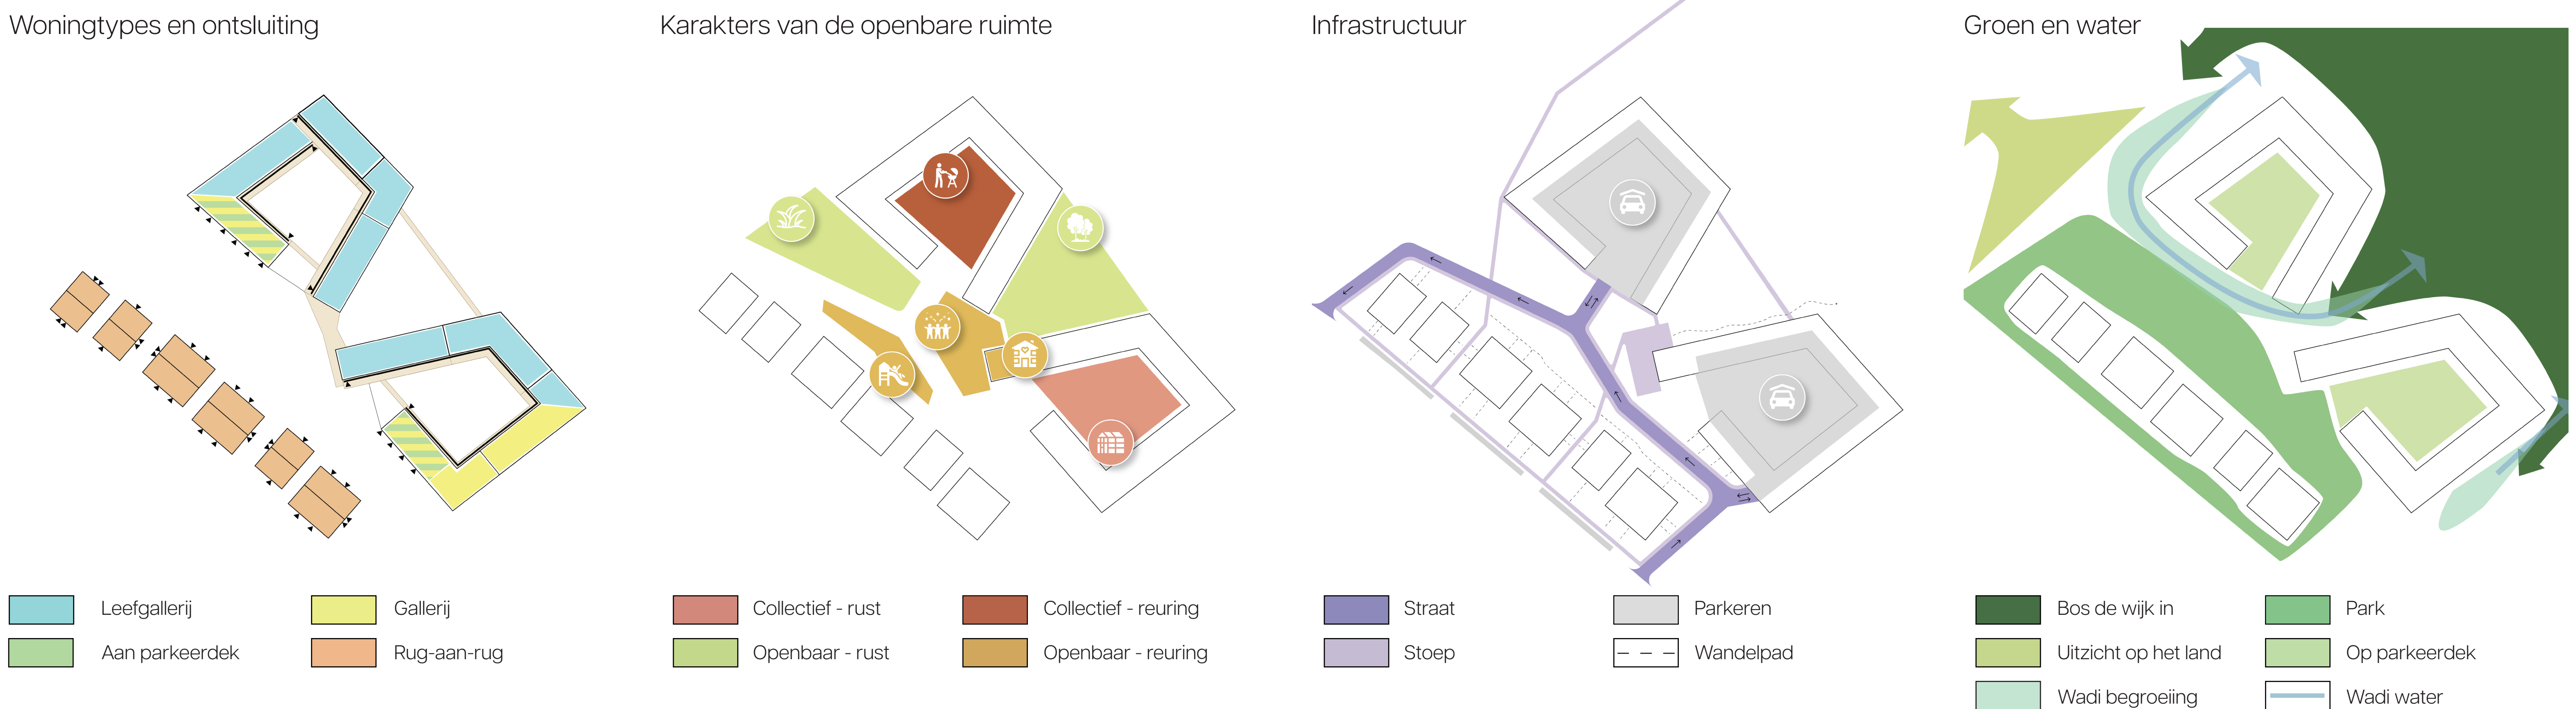 Woningtypes en ontsluiting
Leefgallerij
Gallerij
Aan parkeerdek
Rug-aan-rug
Karakters van de openbare ruimte
Collectief - rust
Collectief - reuring
Openbaar - rust
Openbaar - reuring
Infrastructuur
Straat
Parkeren
Stoep
Wandelpad
Groen en water
Bos de wijk in
Park
Uitzicht op het land
Op parkeerdek
Wadi begroeiing
Wadi water